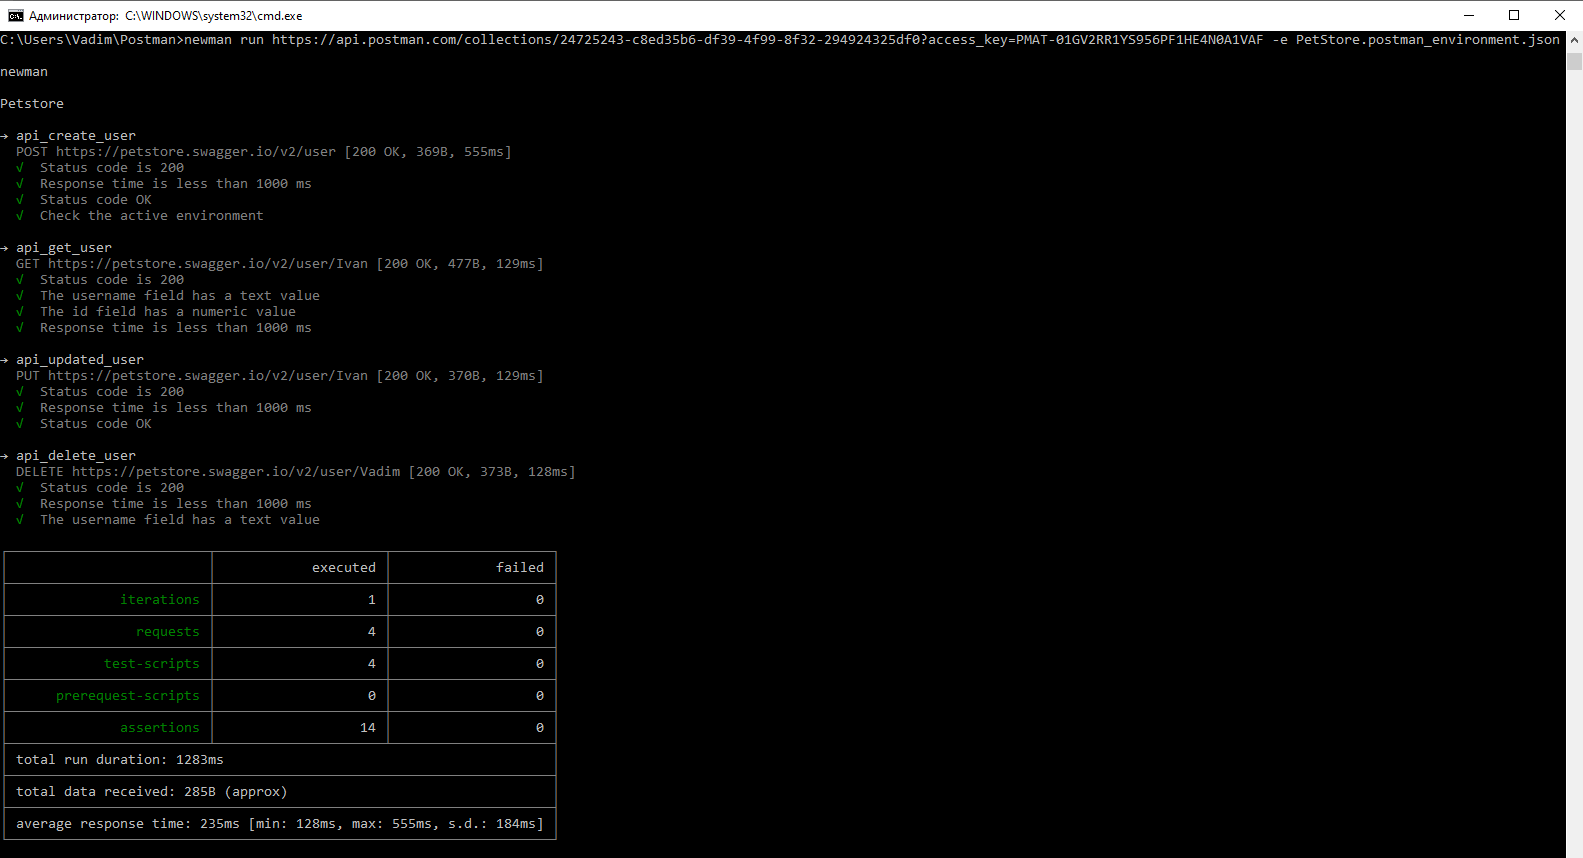 Администратор: C:\WINDOWS\system32\cmd.exe
C:\Users\Vadim\Postman>newman run https://api.postman.com/collections/24725243-c8ed35b6-df39-4f99-8f32-294924325df0?access_key=PMAT-01GV2RR1YS956PF1HE4N0A1VAF -e PetStore.postman_environment.json
newman
Petstore
→ api_create_user
POST https://petstore.swagger.io/v2/user [200 OK, 369B, 555ms]
√ Status code is 200
√ Response time is less than 1000 ms
√ Status code OK
√ Check the active environment
→ api_get_user
GET https://petstore.swagger.io/v2/user/Ivan [200 OK, 477B, 129ms]
√ Status code is 200
√ The username field has a text value
√ The id field has a numeric value
√ Response time is less than 1000 ms
→ api_updated_user
PUT https://petstore.swagger.io/v2/user/Ivan [200 OK, 370B, 129ms]
√ Status code is 200
√ Response time is less than 1000 ms
√ Status code OK
→ api_delete_user
DELETE https://petstore.swagger.io/v2/user/Vadim [200 OK, 373B, 128ms]
√ Status code is 200
√ Response time is less than 1000 ms
√ The username field has a text value
executed failed
iterations 1 0
requests 4 0
test-scripts 4 0
prerequest-scripts 0 0
assertions 14 0
total run duration: 1283ms
total data received: 285B (approx)
average response time: 235ms [min: 128ms, max: 555ms, s.d.: 184ms]